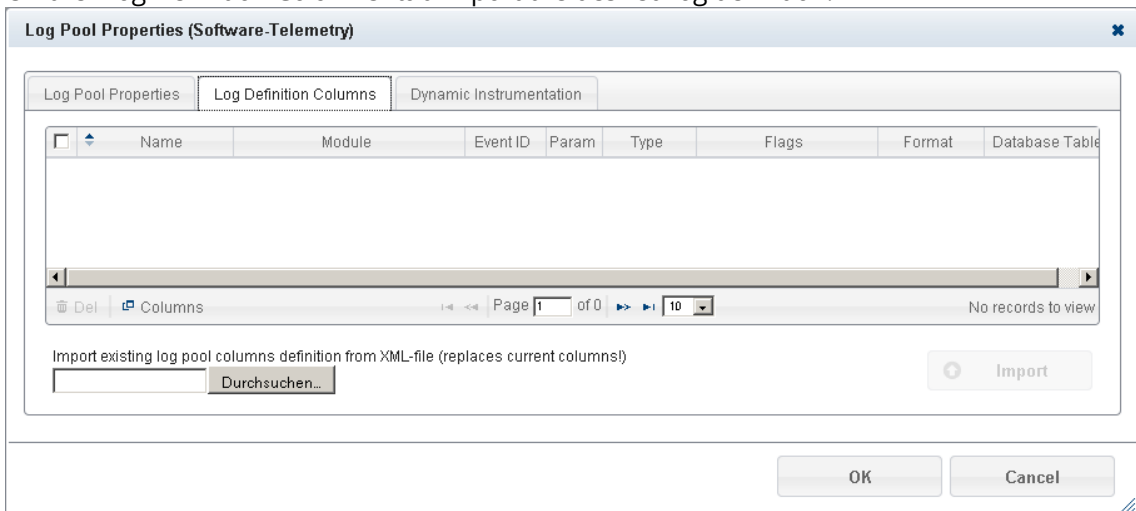 Log Pool Properties (Software-Telemetry)
Log Pool Properties Log Definition Columns Dynamic Instrumentation
Name Module Event ID Param Type Flags Format Database Table
Del Columns Page 1 of 0 10 No records to view
Import existing log pool columns definition from XML-file (replaces current columns!)
Durchsuchen... Import
OK Cancel